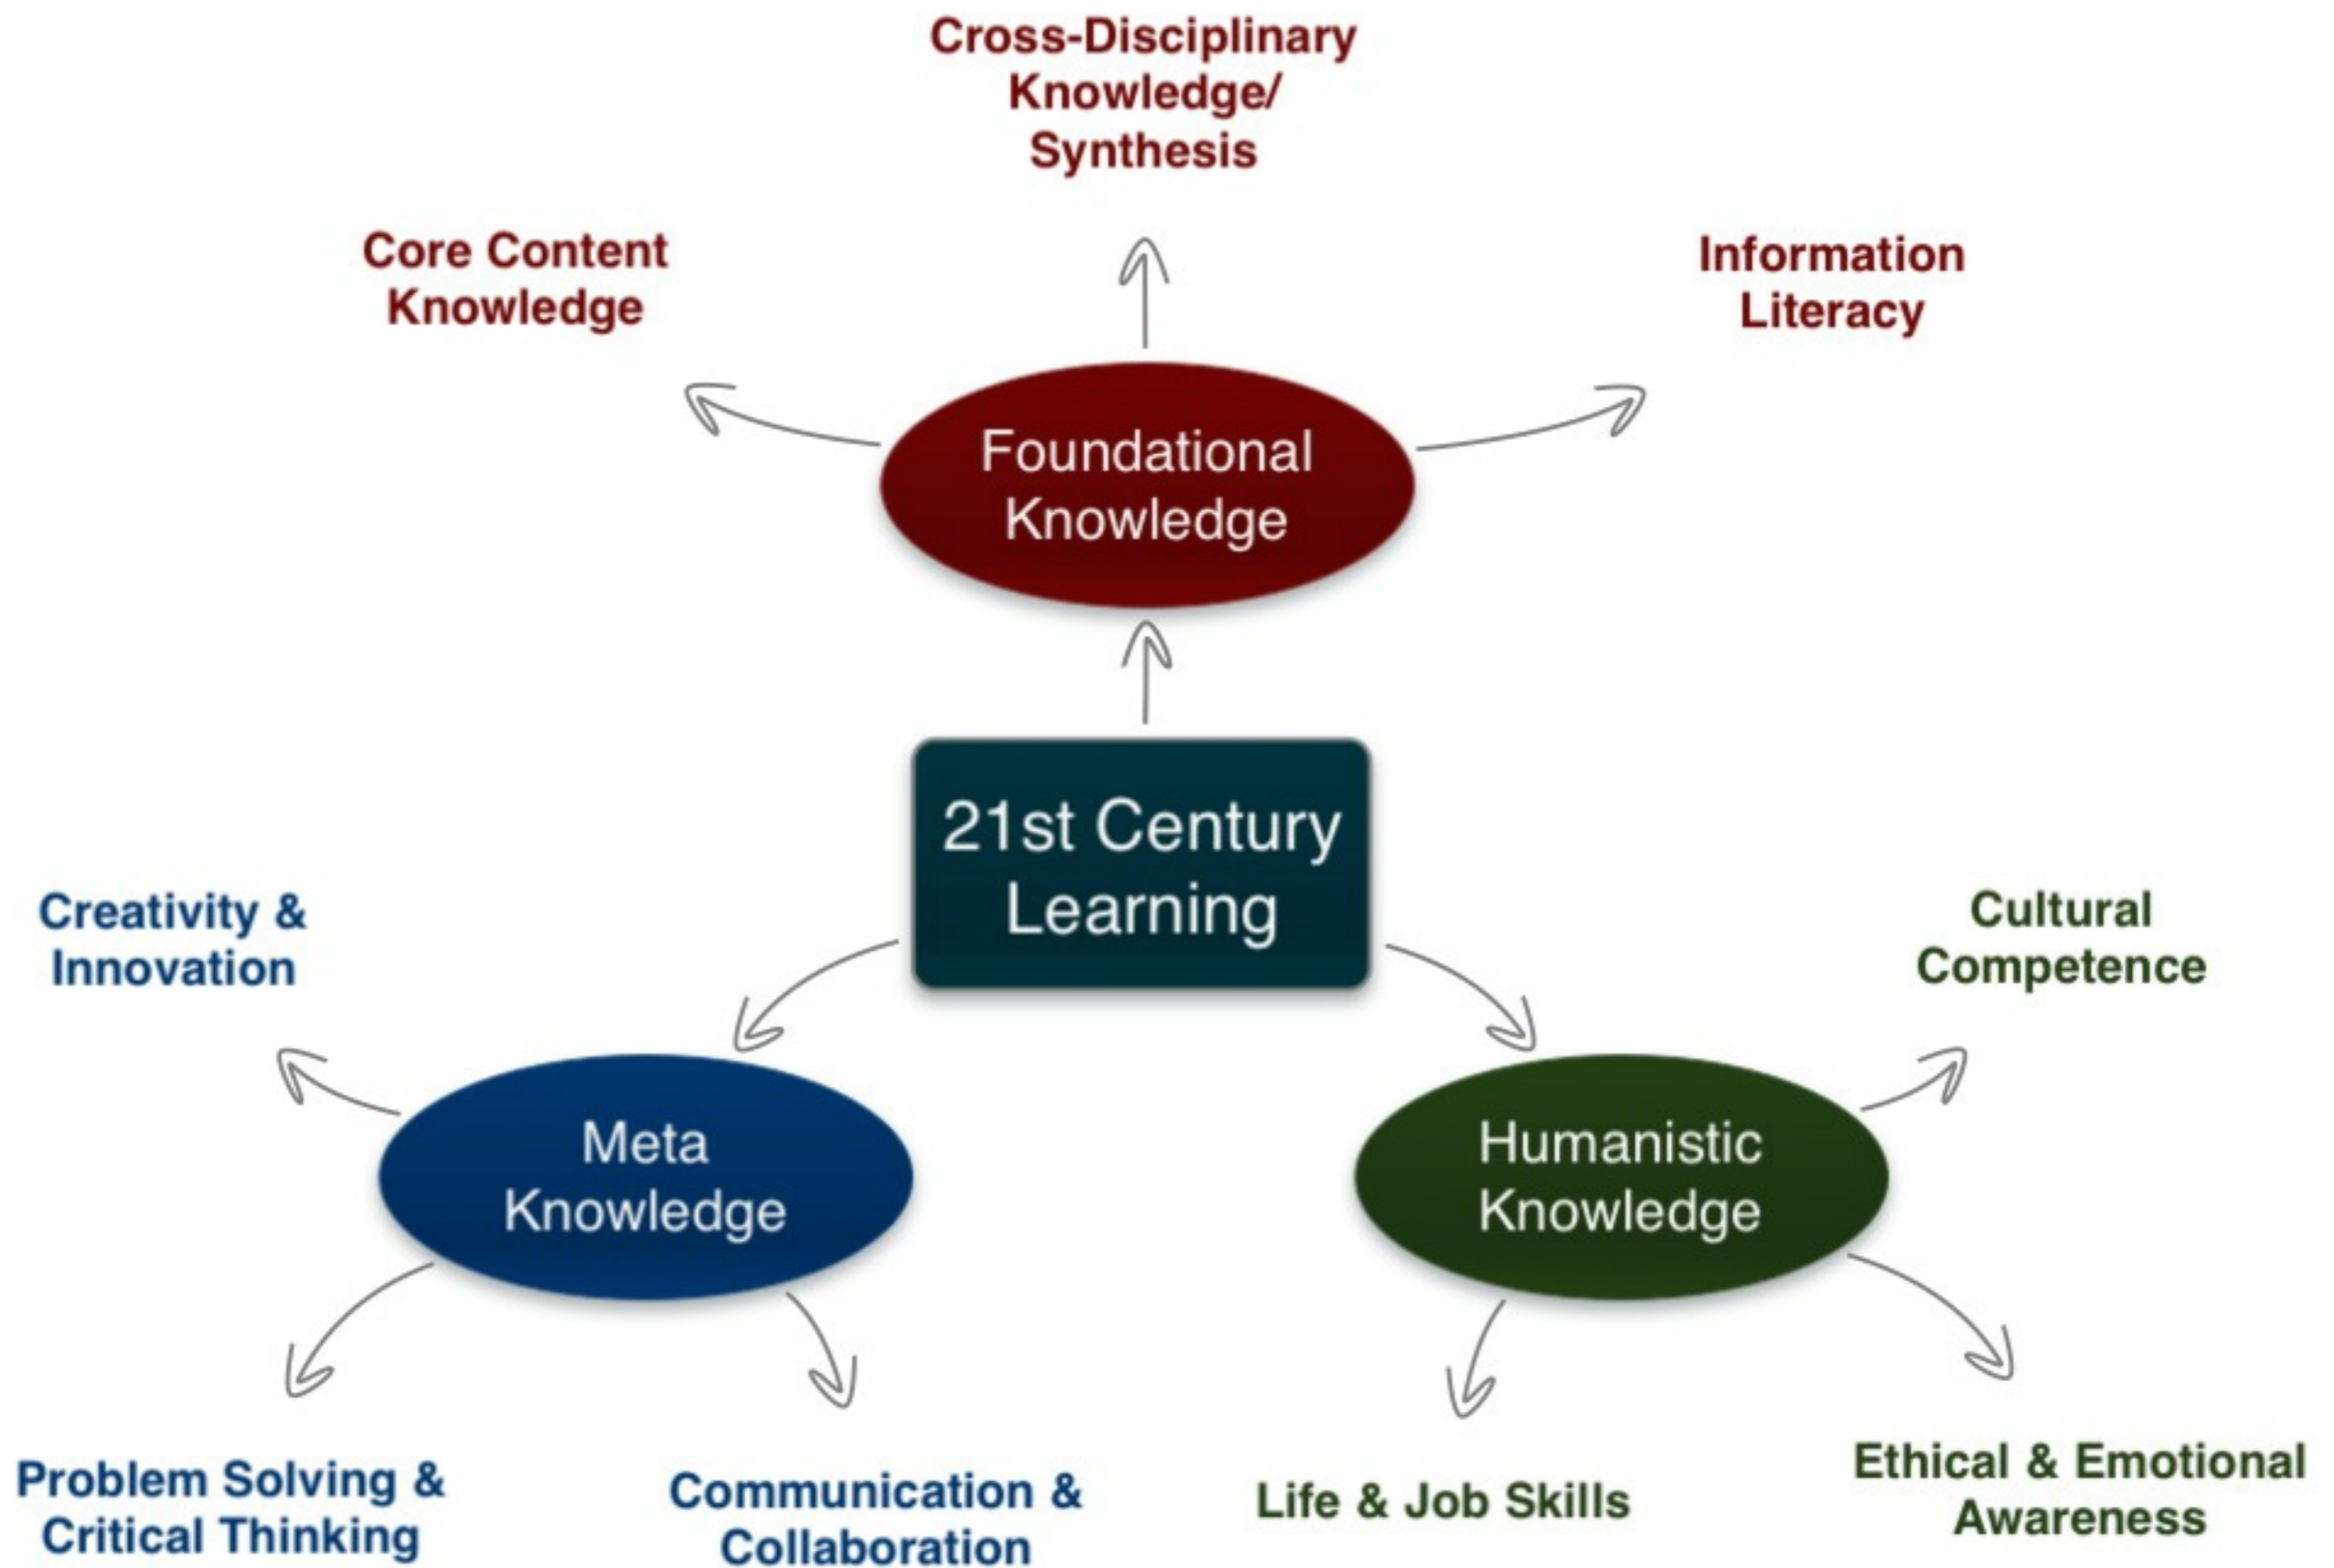 Cross-Disciplinary
Knowledge/
Synthesis
Core Content
Knowledge
Information
Literacy
Foundational
Knowledge
21st Century
Learning
Creativity &
Innovation
Cultural
Competence
Meta
Knowledge
Humanistic
Knowledge
Problem Solving &
Critical Thinking
Communication &
Collaboration
Life & Job Skills
Ethical & Emotional
Awareness